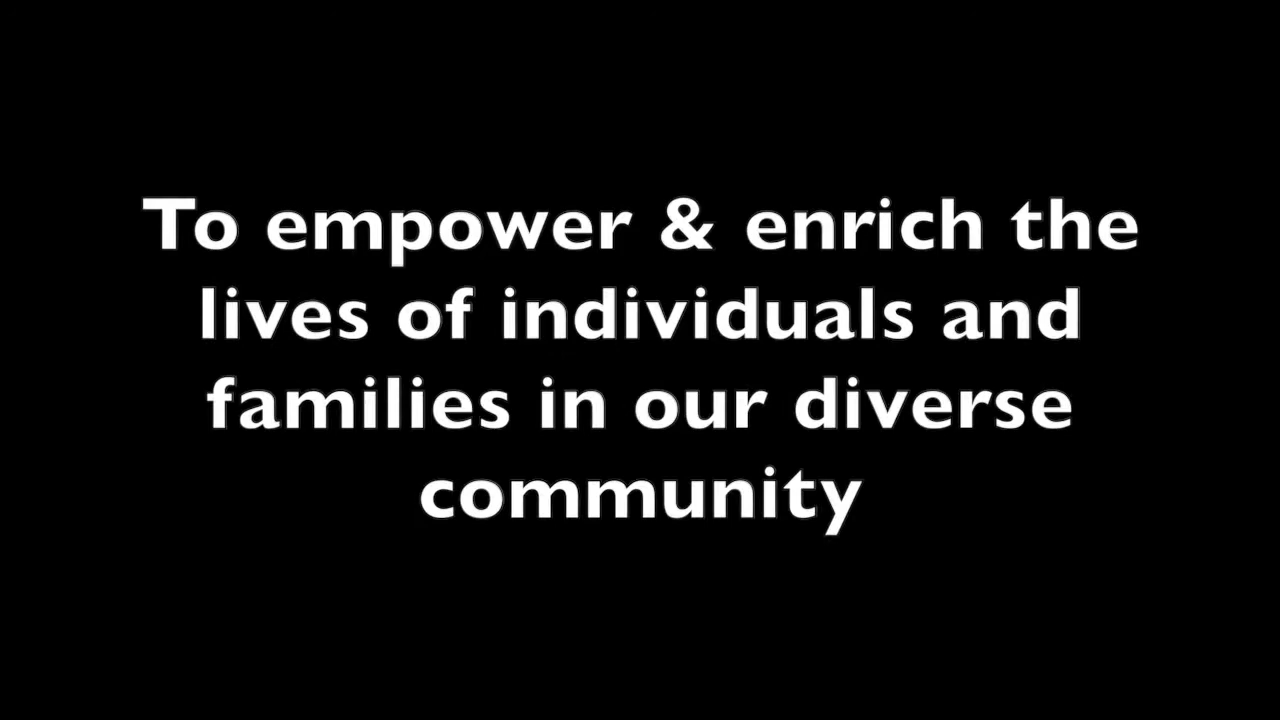 To empower & enrich the
lives of individuals and
families in our diverse
community